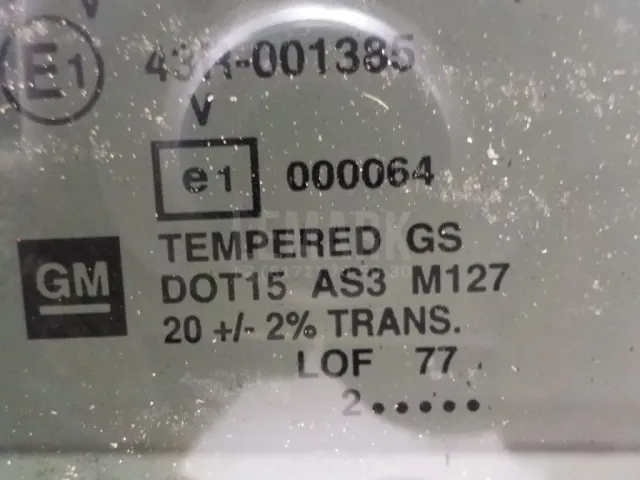 V
E1 43R-001385
V
e1 000064
GM TEMPERED GS
DOT15 AS3 M127
20 +/- 2% TRANS.
LOF 77
2.....